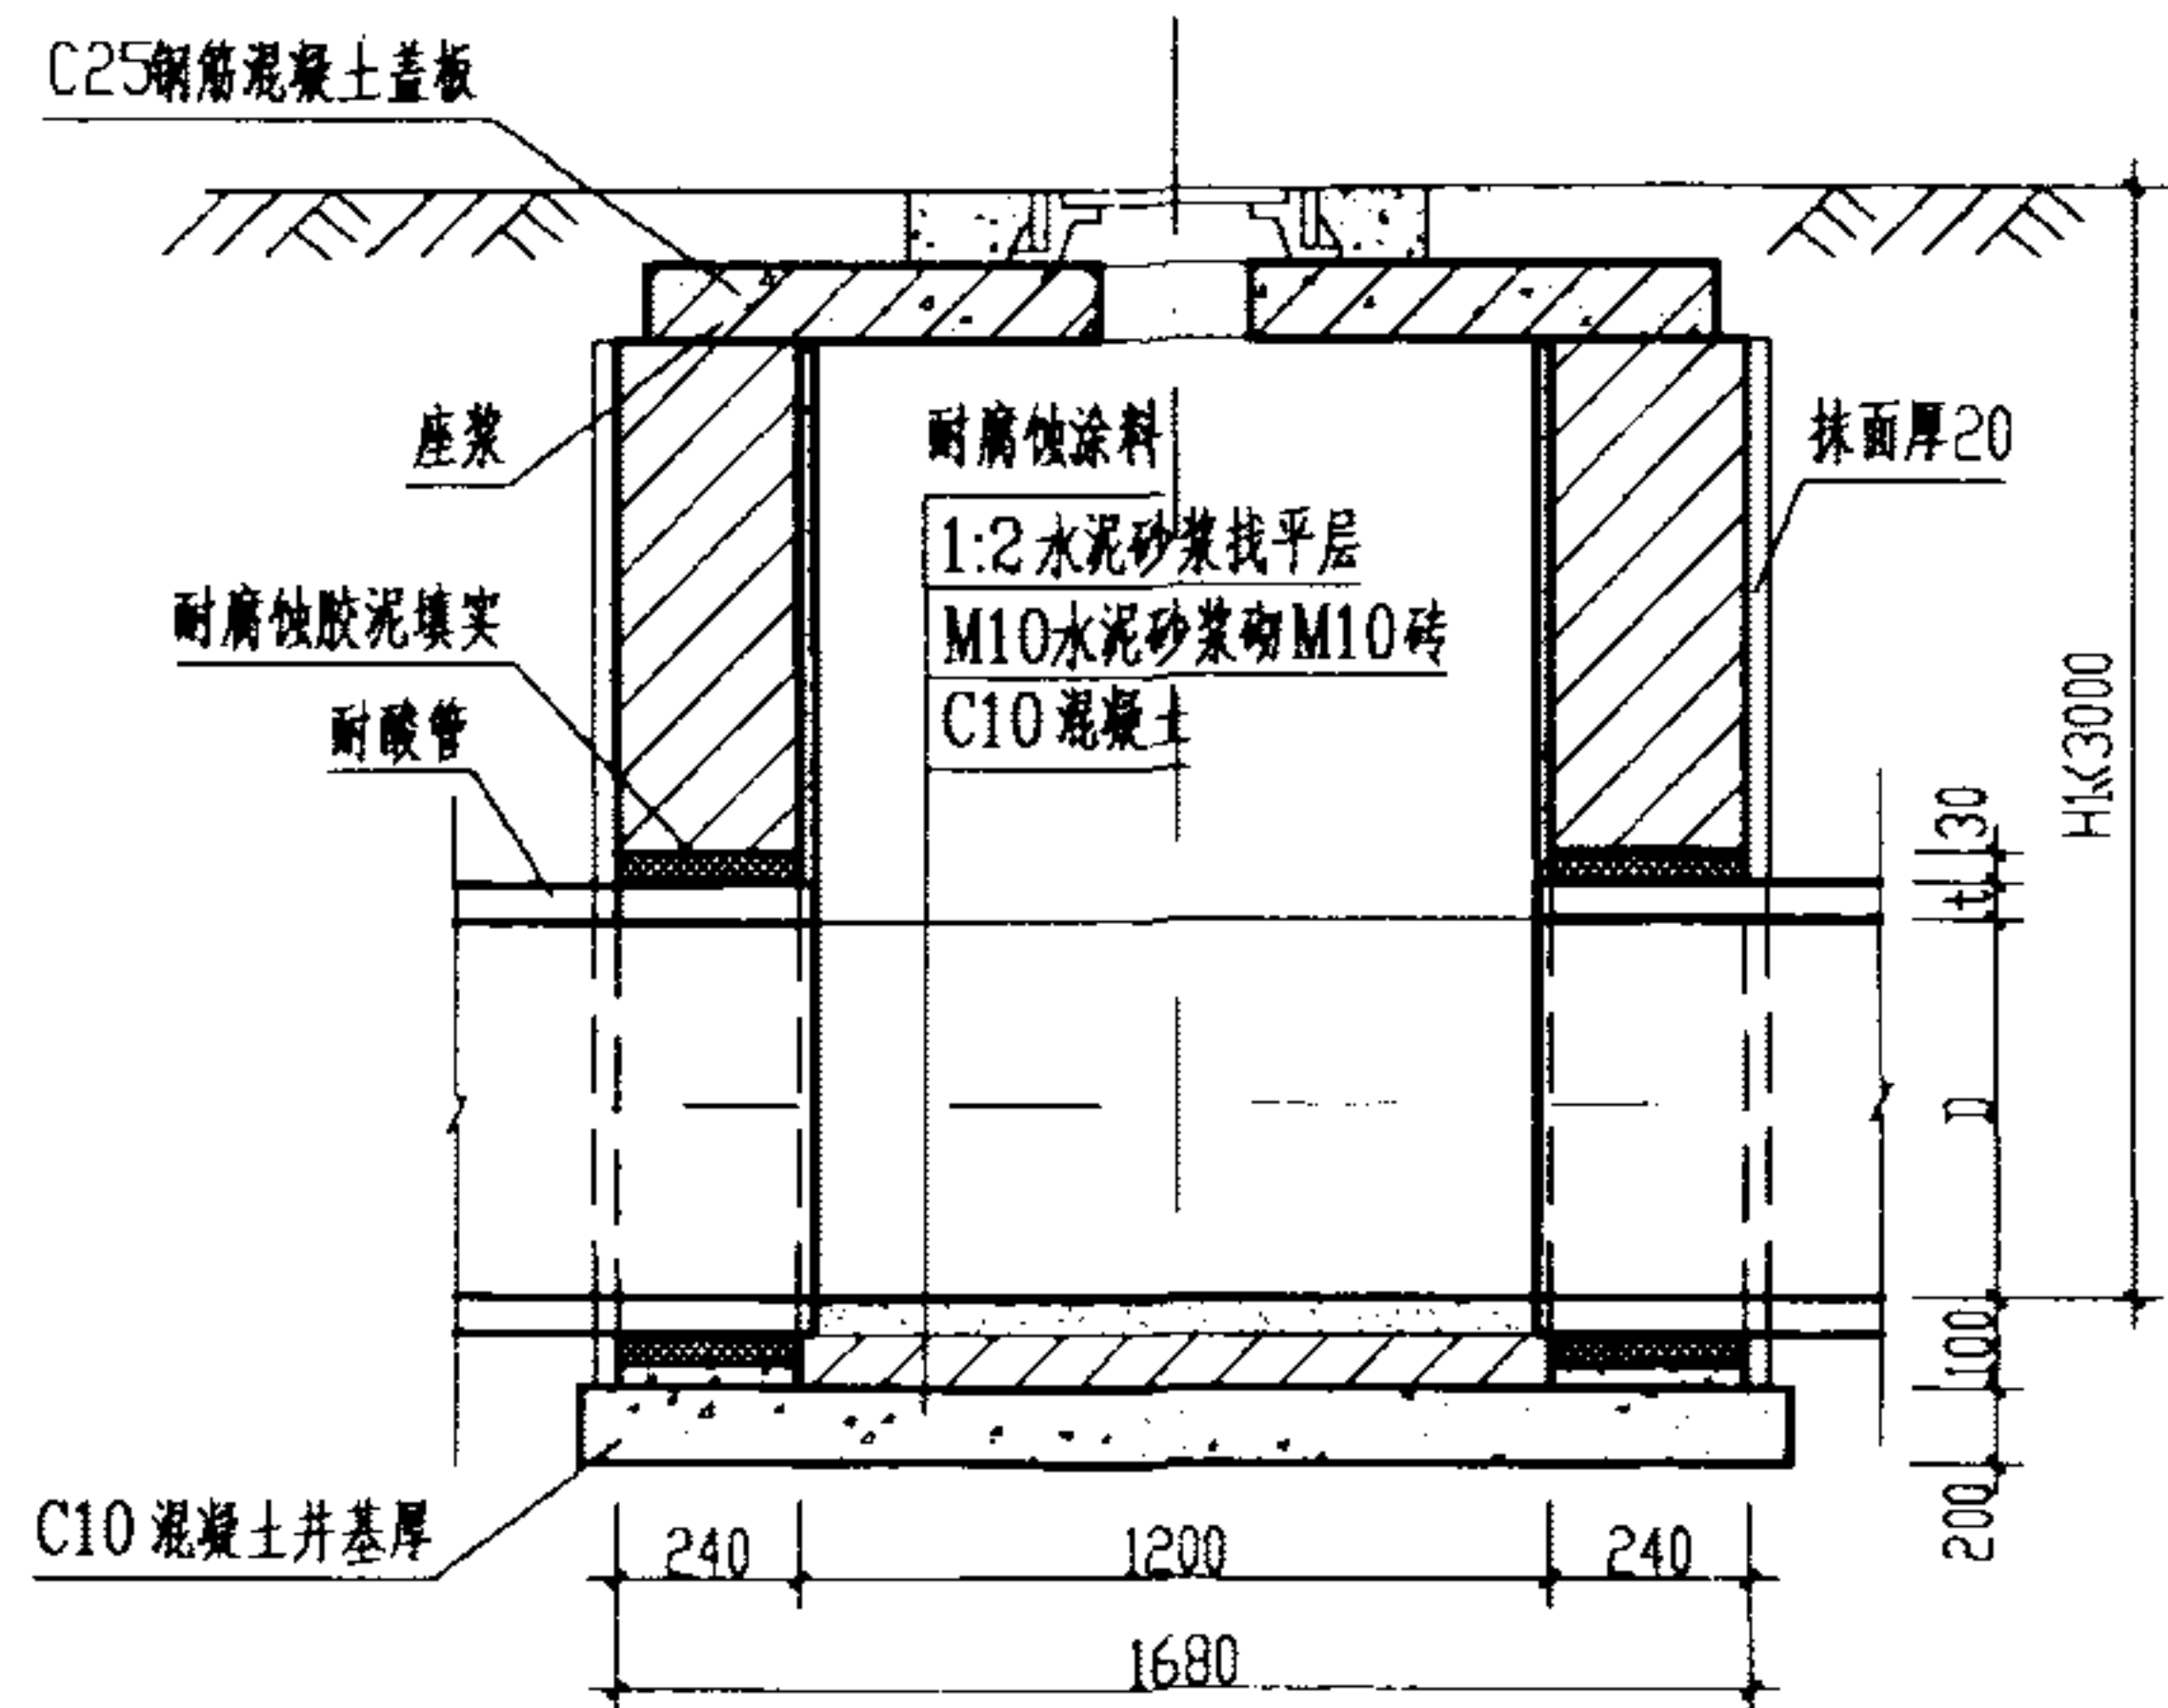 C25钢筋混凝土盖板
座浆
耐腐蚀涂料
抹面厚20
1:2水泥砂浆找平层
耐腐蚀胶泥填实
M10水泥砂浆砌M10砖
耐酸管
C10混凝土
H1≤3000
30
t
D
100
200
C10混凝土井基厚
240
1200
240
1680